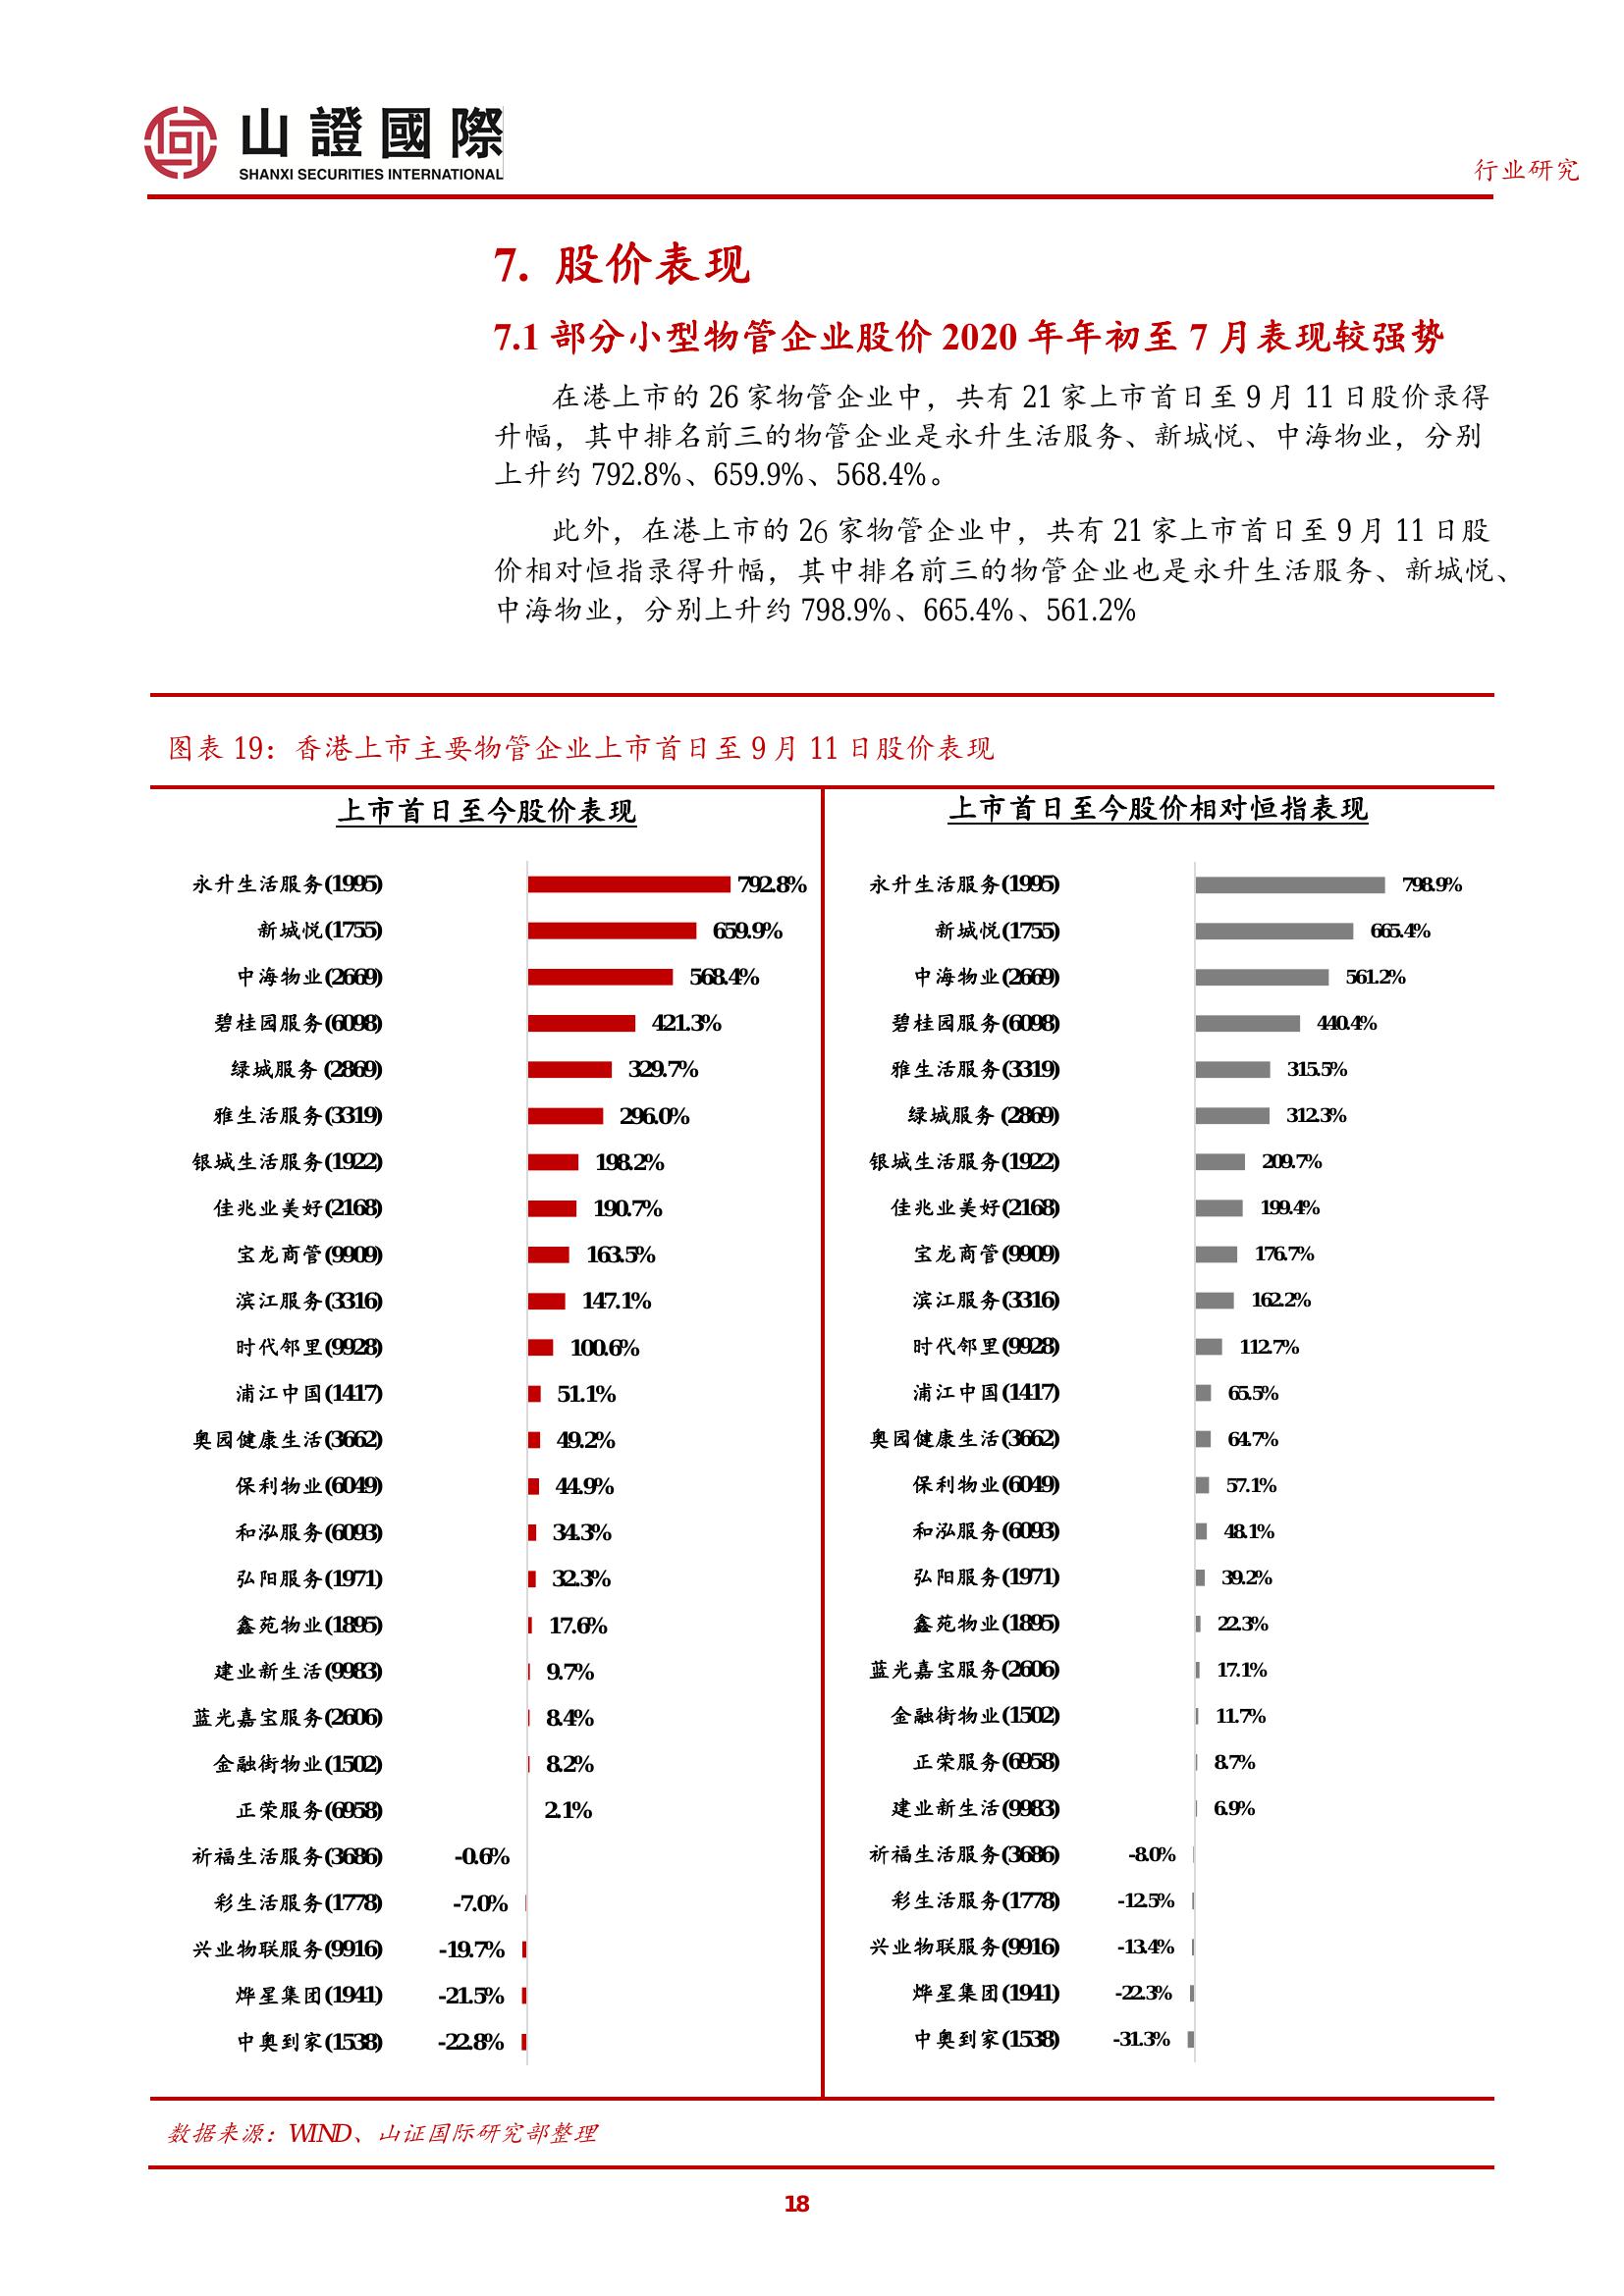 山證國際
SHANXI SECURITIES INTERNATIONAL
行业研究
7. 股价表现
7.1 部分小型物管企业股价 2020 年年初至 7 月表现较强势
在港上市的 26 家物管企业中，共有 21 家上市首日至 9 月 11 日股价录得
升幅，其中排名前三的物管企业是永升生活服务、新城悦、中海物业，分别
上升约 792.8%、659.9%、568.4%。
此外，在港上市的 26 家物管企业中，共有 21 家上市首日至 9 月 11 日股
价相对恒指录得升幅，其中排名前三的物管企业也是永升生活服务、新城悦、
中海物业，分别上升约 798.9%、665.4%、561.2%
图表 19：香港上市主要物管企业上市首日至 9 月 11 日股价表现
上市首日至今股价表现
永升生活服务(1995) 792.8%
新城悦(1755) 659.9%
中海物业(2669) 568.4%
碧桂园服务(6098) 421.3%
绿城服务 (2869) 329.7%
雅生活服务(3319) 296.0%
银城生活服务(1922) 198.2%
佳兆业美好(2168) 190.7%
宝龙商管(9909) 163.5%
滨江服务(3316) 147.1%
时代邻里(9928) 100.6%
浦江中国(1417) 51.1%
奥园健康生活(3662) 49.2%
保利物业(6049) 44.9%
和泓服务(6093) 34.3%
弘阳服务(1971) 32.3%
鑫苑物业(1895) 17.6%
建业新生活(9983) 9.7%
蓝光嘉宝服务(2606) 8.4%
金融街物业(1502) 8.2%
正荣服务(6958) 2.1%
祈福生活服务(3686) -0.6%
彩生活服务(1778) -7.0%
兴业物联服务(9916) -19.7%
烨星集团(1941) -21.5%
中奥到家(1538) -22.8%
上市首日至今股价相对恒指表现
永升生活服务(1995) 798.9%
新城悦(1755) 665.4%
中海物业(2669) 561.2%
碧桂园服务(6098) 440.4%
雅生活服务(3319) 315.5%
绿城服务 (2869) 312.3%
银城生活服务(1922) 209.7%
佳兆业美好(2168) 199.4%
宝龙商管(9909) 176.7%
滨江服务(3316) 162.2%
时代邻里(9928) 112.7%
浦江中国(1417) 65.5%
奥园健康生活(3662) 64.7%
保利物业(6049) 57.1%
和泓服务(6093) 48.1%
弘阳服务(1971) 39.2%
鑫苑物业(1895) 22.3%
蓝光嘉宝服务(2606) 17.1%
金融街物业(1502) 11.7%
正荣服务(6958) 8.7%
建业新生活(9983) 6.9%
祈福生活服务(3686) -8.0%
彩生活服务(1778) -12.5%
兴业物联服务(9916) -13.4%
烨星集团(1941) -22.3%
中奥到家(1538) -31.3%
数据来源：WIND、山证国际研究部整理
18